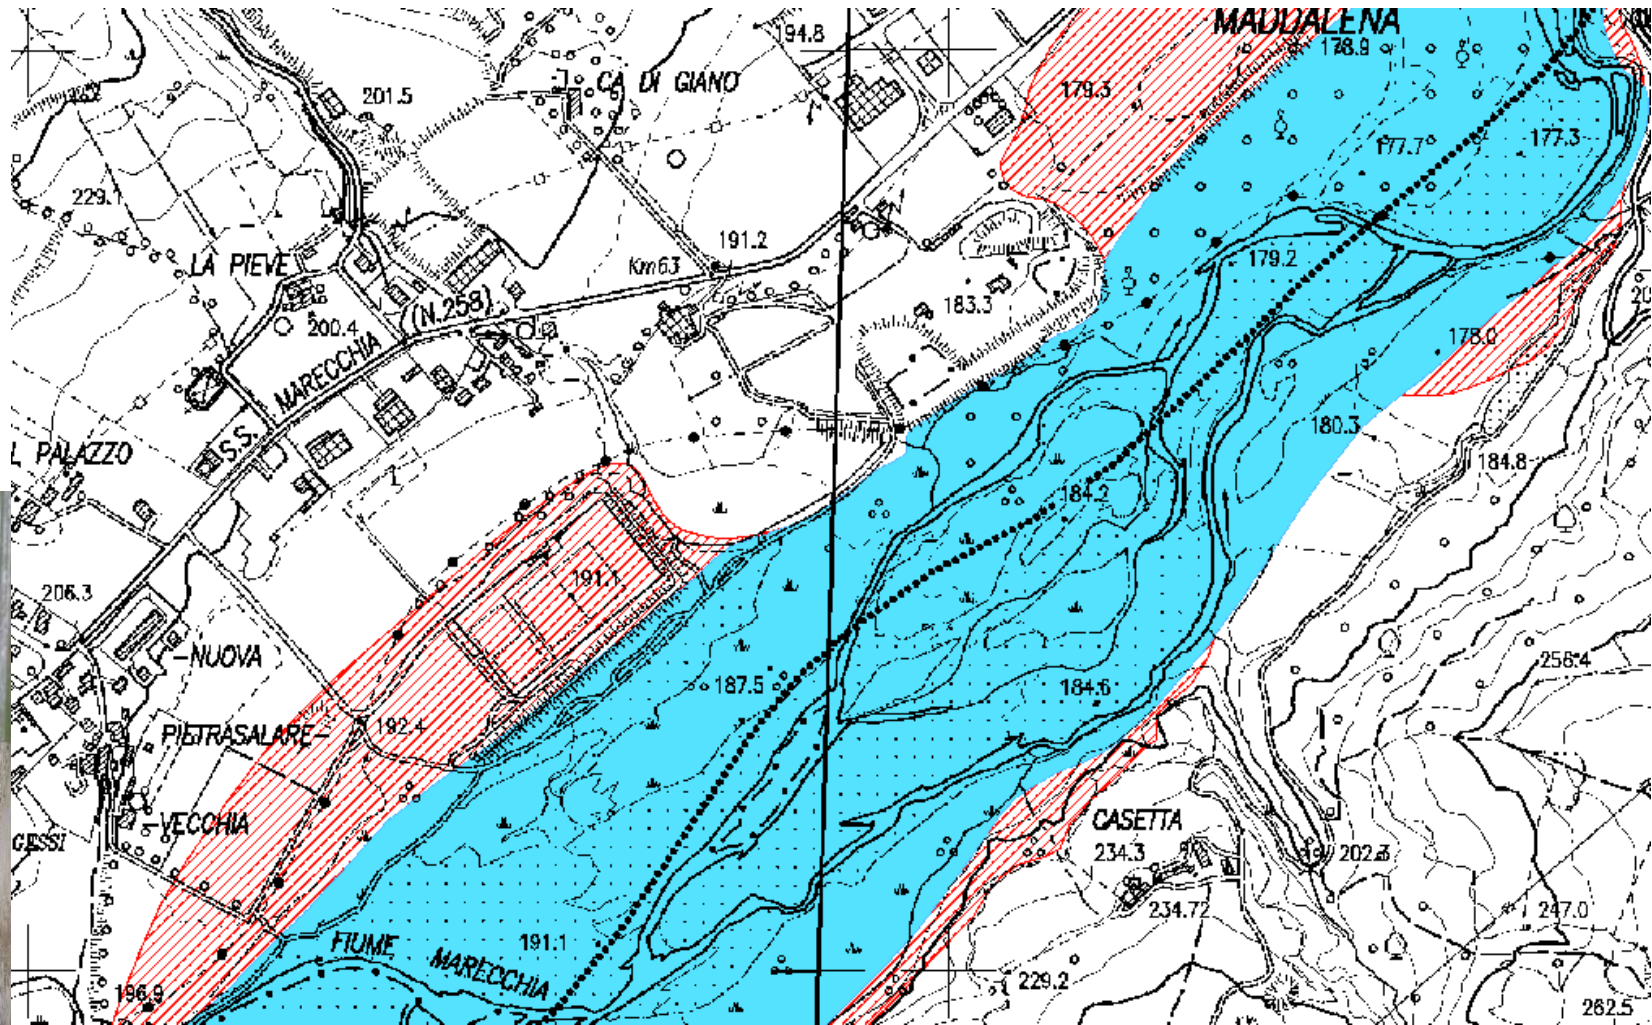 MADDALENA
194.8
178.9
CA DI GIANO
179.3
201.5
177.7
177.3
229.1
191.2
179.2
LA PIEVE
Km63
183.3
(N.258)
200.4
178.0
MARECCHIA
180.3
S.S.
L PALAZZO
184.8
184.2
191.1
206.3
NUOVA
256.4
187.5
184.6
PIETRASALARE
192.4
VECCHIA
CASETTA
GESSI
234.3
202.3
234.72
247.0
FIUME
191.1
MARECCHIA
229.2
196.9
262.5